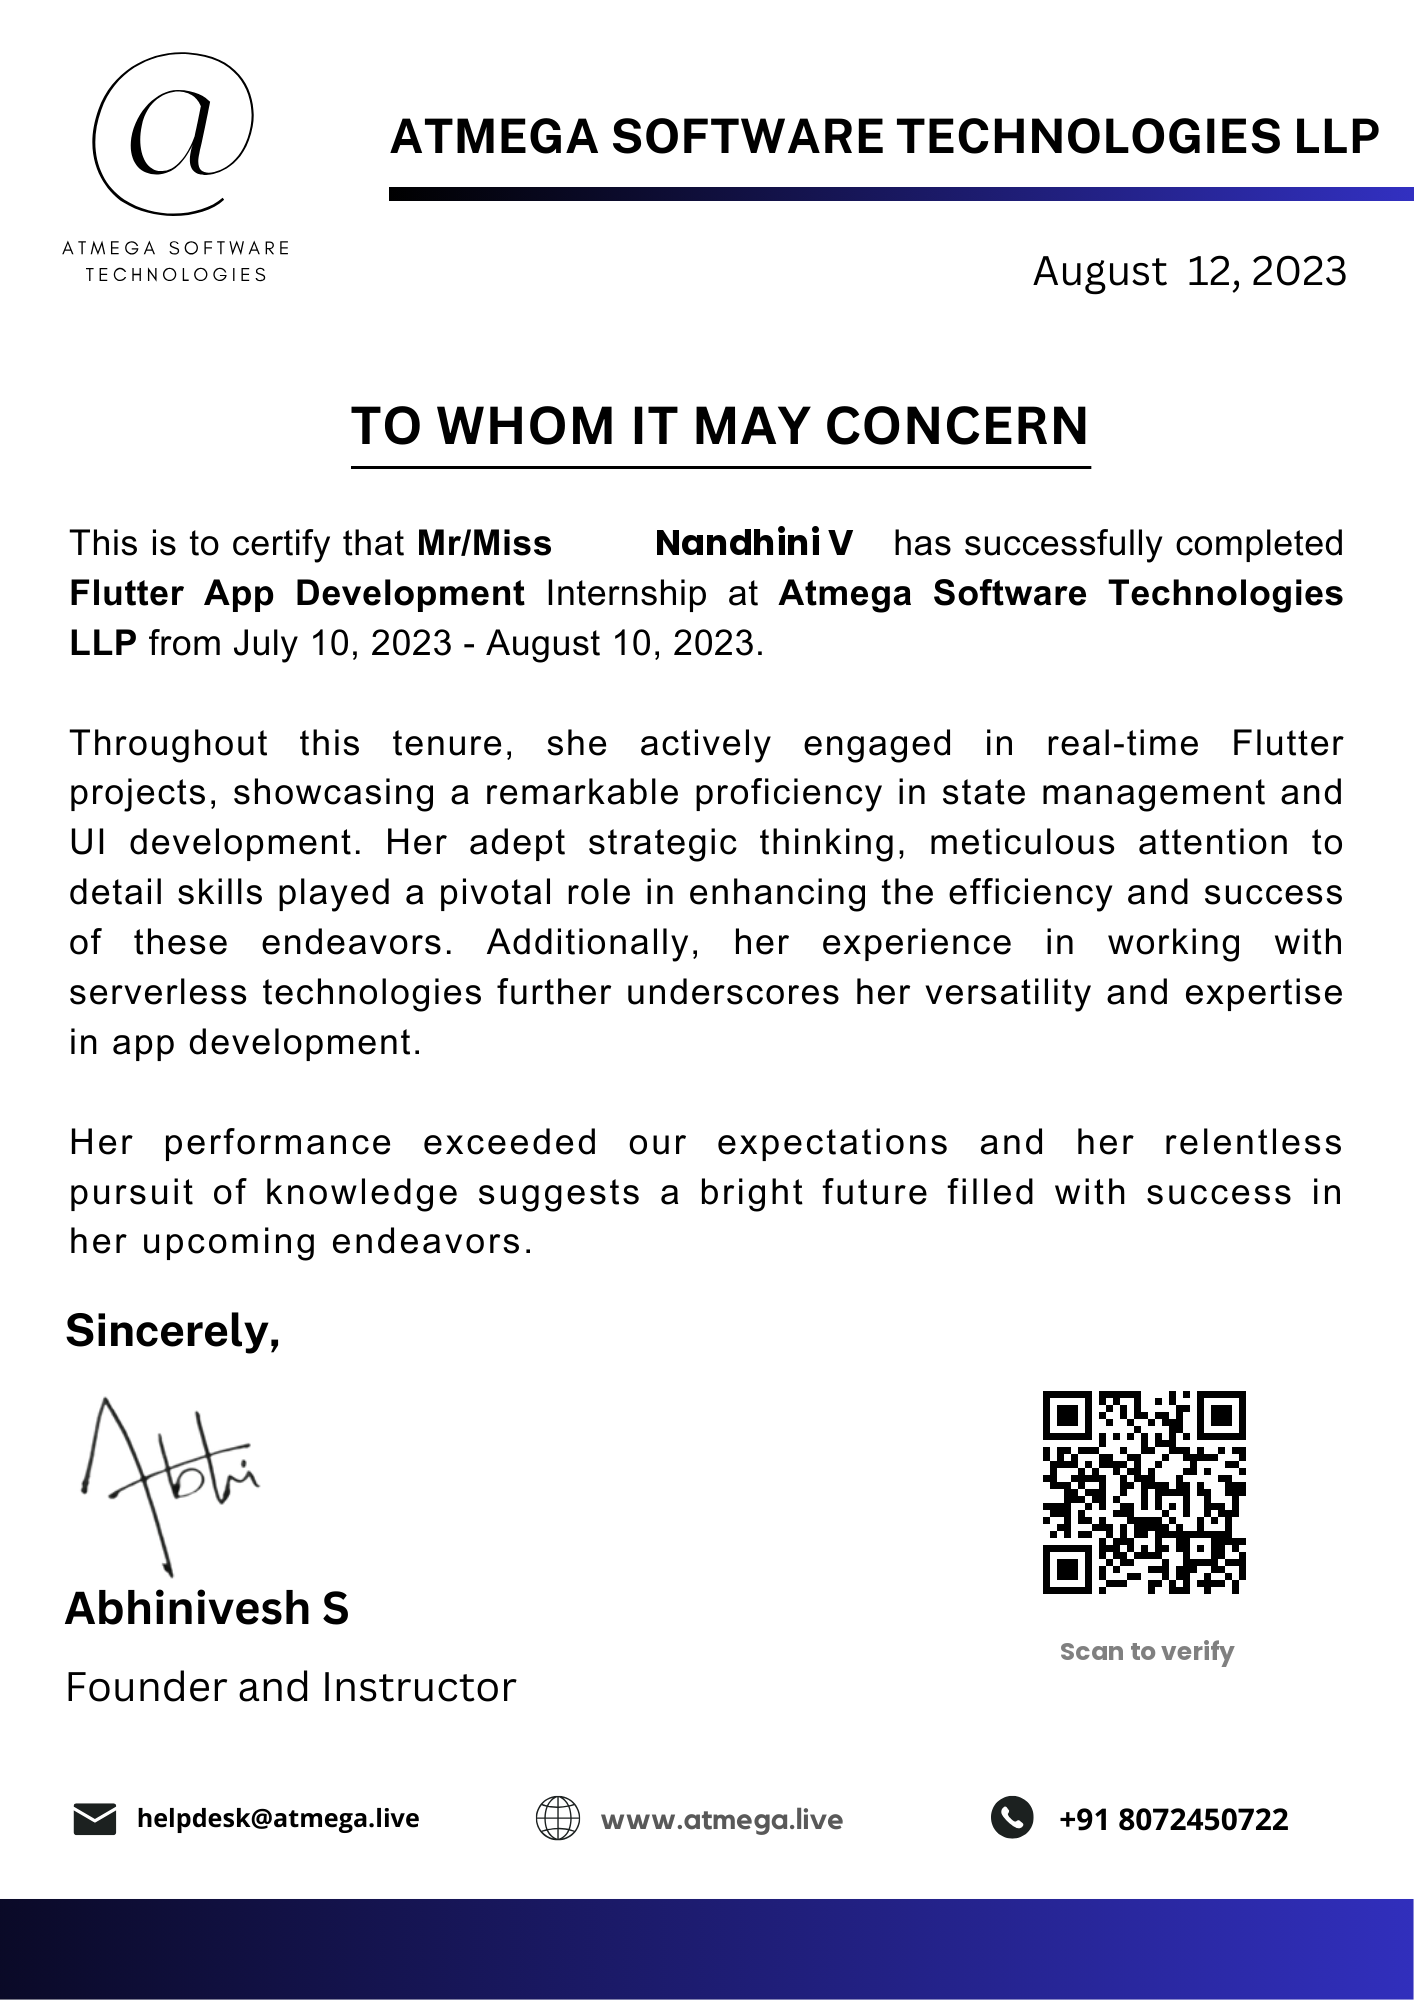 a
ATMEGA SOFTWARE
TECHNOLOGIES
ATMEGA SOFTWARE TECHNOLOGIES LLP
August 12, 2023
TO WHOM IT MAY CONCERN
This is to certify that Mr/Miss Nandhini V has successfully completed
Flutter App Development Internship at Atmega Software Technologies
LLP from July 10, 2023 - August 10, 2023.
Throughout this tenure, she actively engaged in real-time Flutter
projects, showcasing a remarkable proficiency in state management and
UI development. Her adept strategic thinking, meticulous attention to
detail skills played a pivotal role in enhancing the efficiency and success
of these endeavors. Additionally, her experience in working with
serverless technologies further underscores her versatility and expertise
in app development.
Her performance exceeded our expectations and her relentless
pursuit of knowledge suggests a bright future filled with success in
her upcoming endeavors.
Sincerely,
Abhi
Abhinivesh S
Founder and Instructor
Scan to verify
helpdesk@atmega.live
www.atmega.live
+91 8072450722